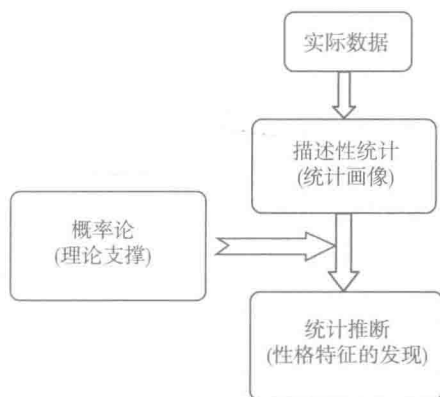 实际数据
描述性统计
(统计画像)
概率论
(理论支撑)
统计推断
(性格特征的发现)